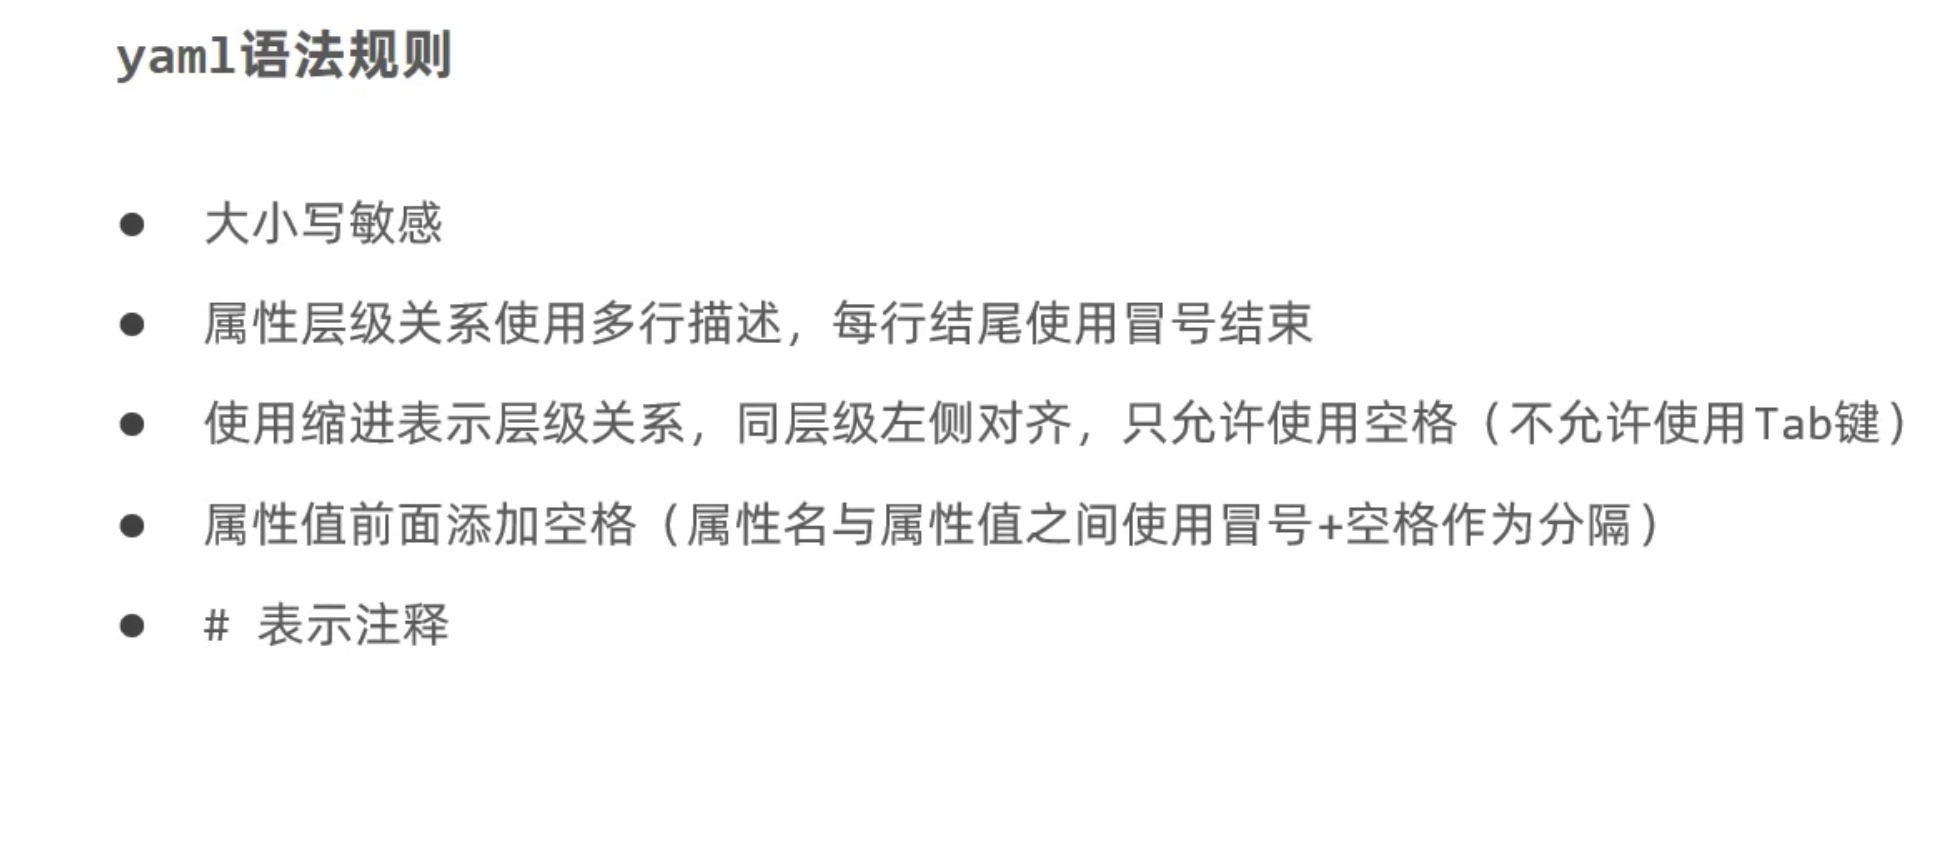 yaml语法规则
● 大小写敏感
● 属性层级关系使用多行描述，每行结尾使用冒号结束
● 使用缩进表示层级关系，同层级左侧对齐，只允许使用空格（不允许使用Tab键）
● 属性值前面添加空格（属性名与属性值之间使用冒号+空格作为分隔）
● # 表示注释